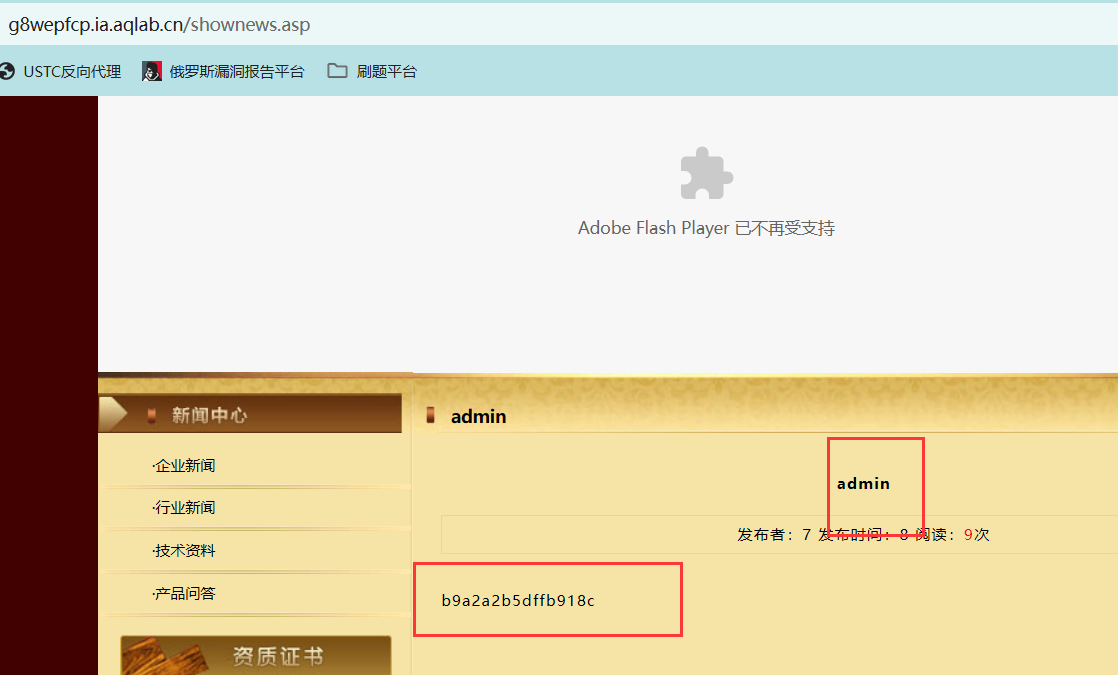 g8wepfcp.ia.aqlab.cn/shownews.asp
USTC反向代理 俄罗斯漏洞报告平台 刷题平台
Adobe Flash Player 已不再受支持
新闻中心
·企业新闻
·行业新闻
·技术资料
·产品问答
资质证书
admin
admin
发布者：7 发布时间：8 阅读：9次
b9a2a2b5dffb918c